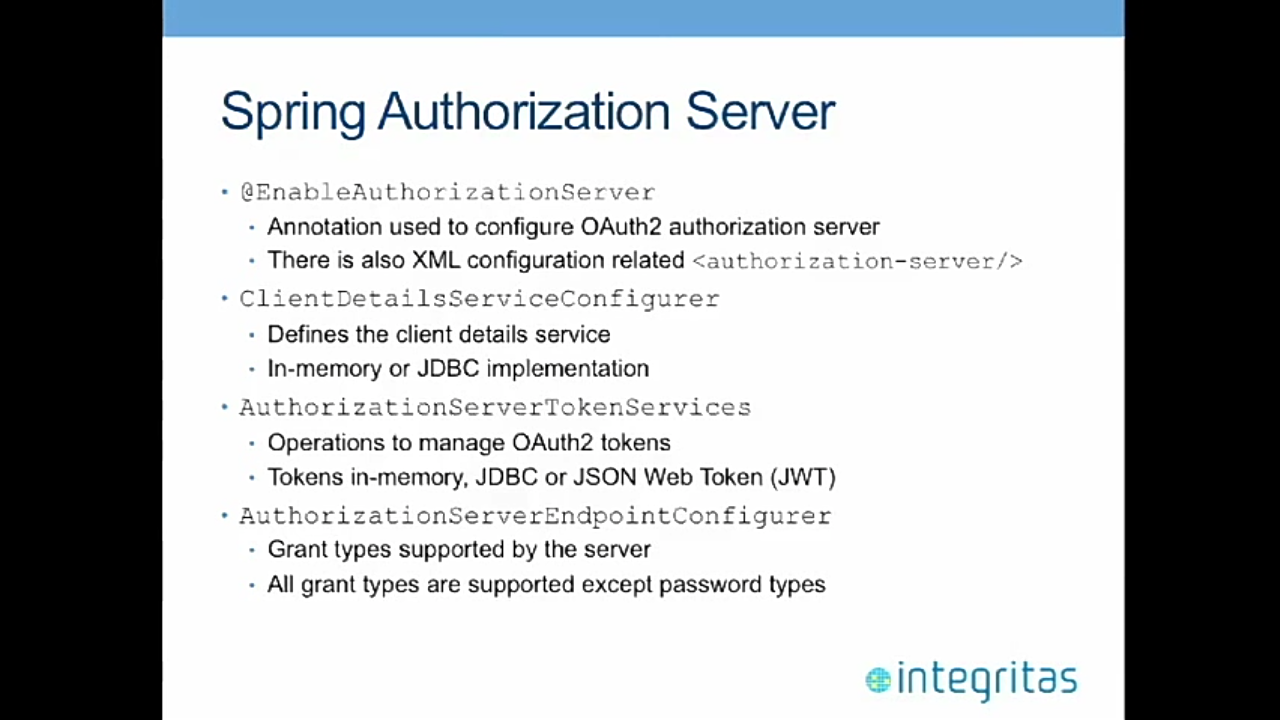 Spring Authorization Server
• @EnableAuthorizationServer
• Annotation used to configure OAuth2 authorization server
• There is also XML configuration related <authorization-server/>
• ClientDetailsServiceConfigurer
• Defines the client details service
• In-memory or JDBC implementation
• AuthorizationServerTokenServices
• Operations to manage OAuth2 tokens
• Tokens in-memory, JDBC or JSON Web Token (JWT)
• AuthorizationServerEndpointConfigurer
• Grant types supported by the server
• All grant types are supported except password types
integritas